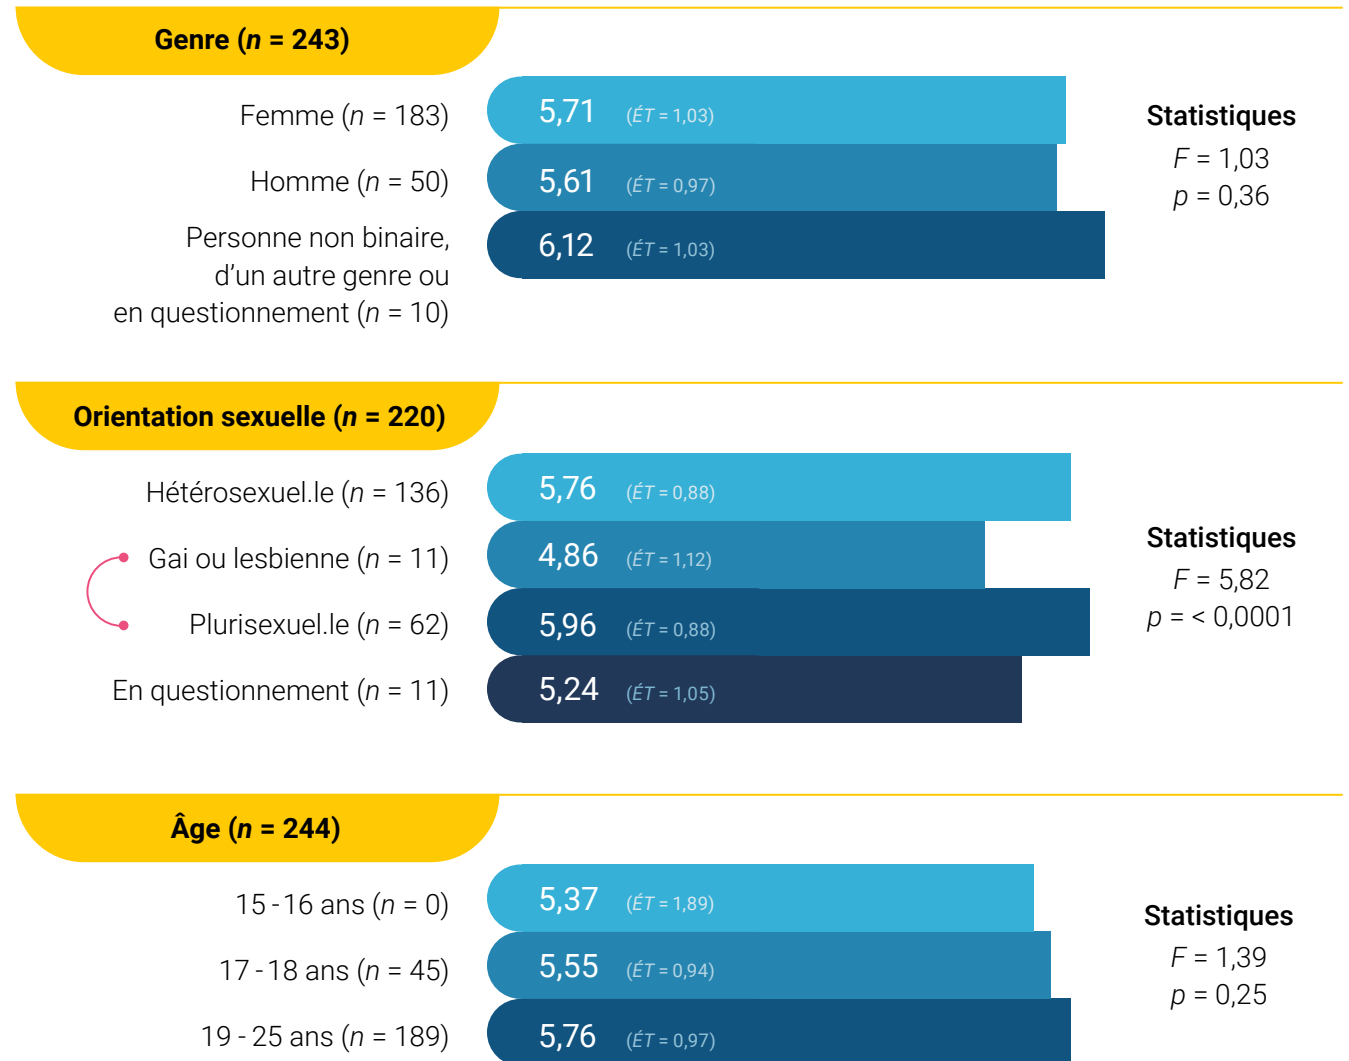 Genre (n = 243)
Femme (n = 183)
5,71 (ÉT = 1,03)
Homme (n = 50)
5,61 (ÉT = 0,97)
Personne non binaire,
d'un autre genre ou
en questionnement (n = 10)
6,12 (ÉT = 1,03)
Statistiques
F = 1,03
p = 0,36
Orientation sexuelle (n = 220)
Hétérosexuel.le (n = 136)
5,76 (ÉT = 0,88)
Gai ou lesbienne (n = 11)
4,86 (ÉT = 1,12)
Plurisexuel.le (n = 62)
5,96 (ÉT = 0,88)
En questionnement (n = 11)
5,24 (ÉT = 1,05)
Statistiques
F = 5,82
p = < 0,0001
Âge (n = 244)
15 - 16 ans (n = 0)
5,37 (ÉT = 1,89)
17 - 18 ans (n = 45)
5,55 (ÉT = 0,94)
19 - 25 ans (n = 189)
5,76 (ÉT = 0,97)
Statistiques
F = 1,39
p = 0,25